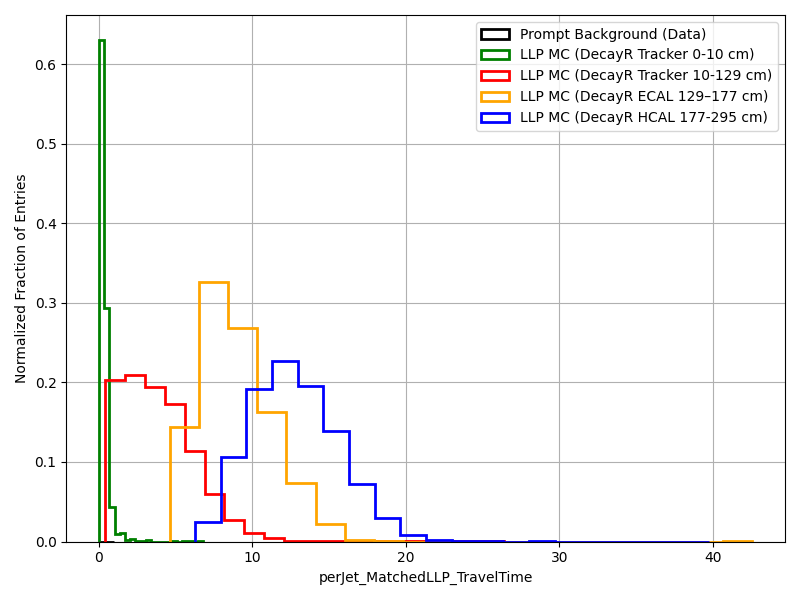 Prompt Background (Data)
LLP MC (DecayR Tracker 0-10 cm)
LLP MC (DecayR Tracker 10-129 cm)
LLP MC (DecayR ECAL 129–177 cm)
LLP MC (DecayR HCAL 177-295 cm)
Normalized Fraction of Entries
0.6
0.5
0.4
0.3
0.2
0.1
0.0
0 10 20 30 40
perJet_MatchedLLP_TravelTime